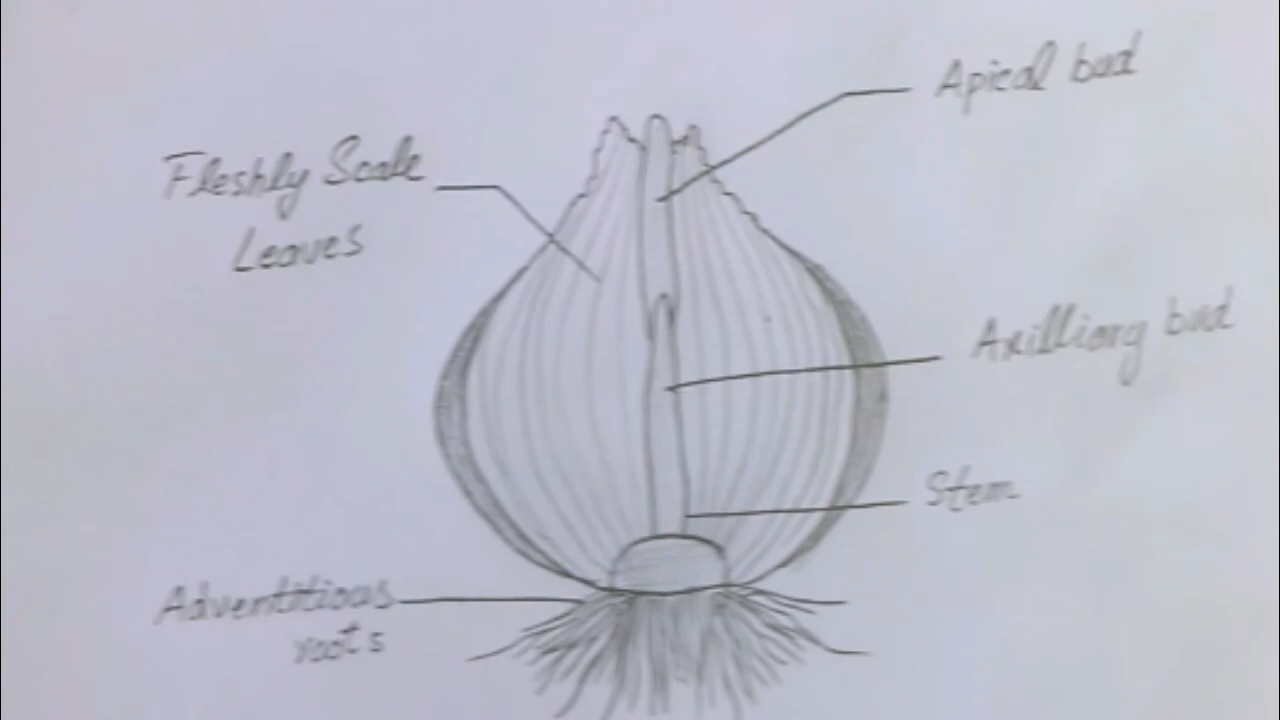 Apical bud
Fleshly Scale
Leaves
Axilliary bud
Stem
Adventitious
roots